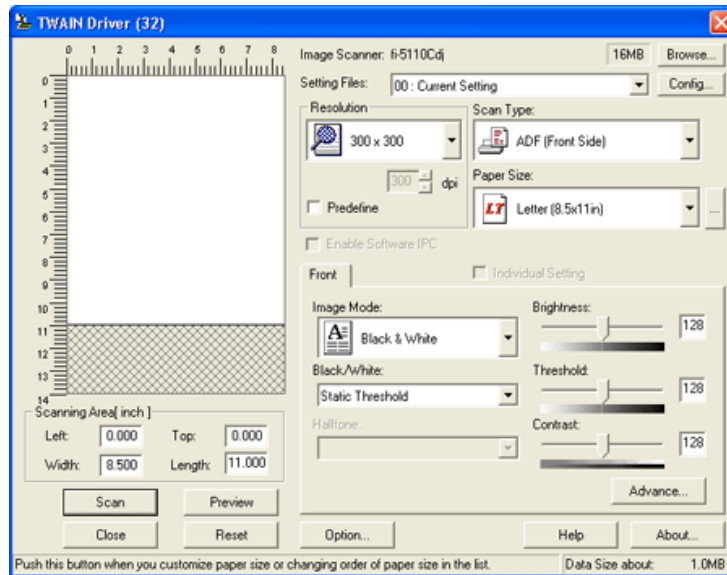 TWAIN Driver (32)
0 1 2 3 4 5 6 7 8
0
1
2
3
4
5
6
7
8
9
10
11
12
13
14
Image Scanner: fi-5110Cdj
16MB
Browse...
Setting Files:
00 : Current Setting
Config...
Resolution
300 x 300
300
dpi
Predefine
Scan Type:
ADF (Front Side)
Paper Size:
LT
Letter (8.5x11in)
...
Enable Software IPC
Front
Individual Setting
Image Mode:
A
Black & White
Brightness:
128
Black/White:
Static Threshold
Threshold:
128
Halftone:
Contrast:
128
Advance...
Scanning Area[ inch ]
Left: 0.000 Top: 0.000
Width: 8.500 Length: 11.000
Scan
Preview
Close
Reset
Option...
Help
About...
Push this button when you customize paper size or changing order of paper size in the list.
Data Size about: 1.0MB